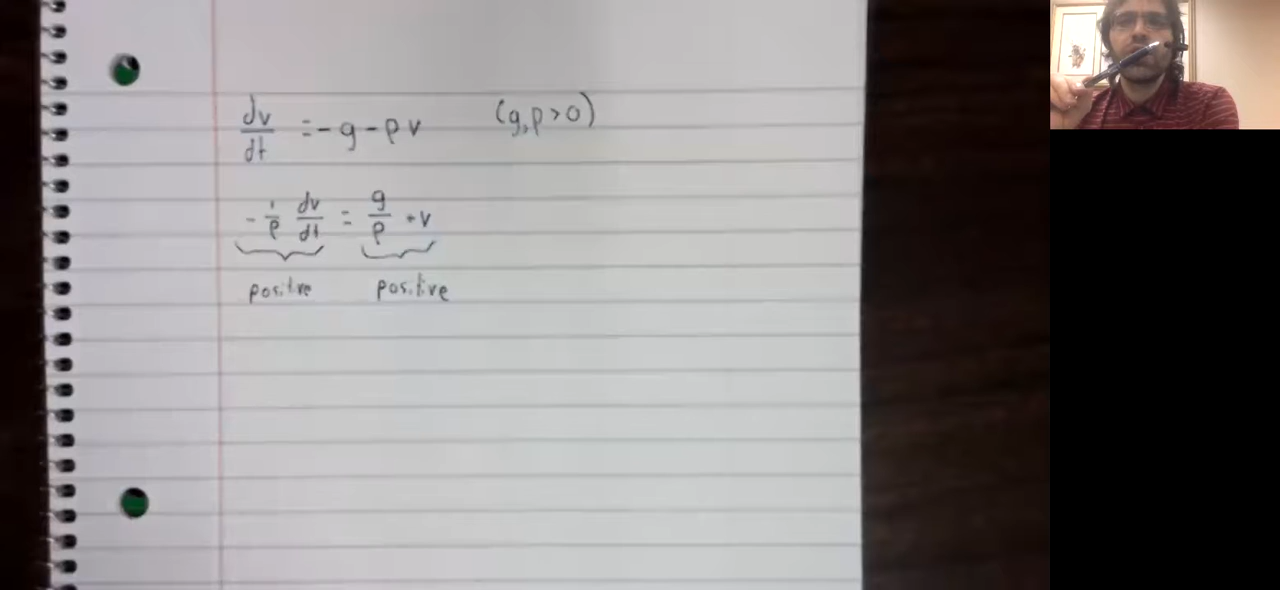 dv/dt = -g - ρv (g, ρ > 0)
-1/ρ dv/dt = g/ρ + v
positive positive